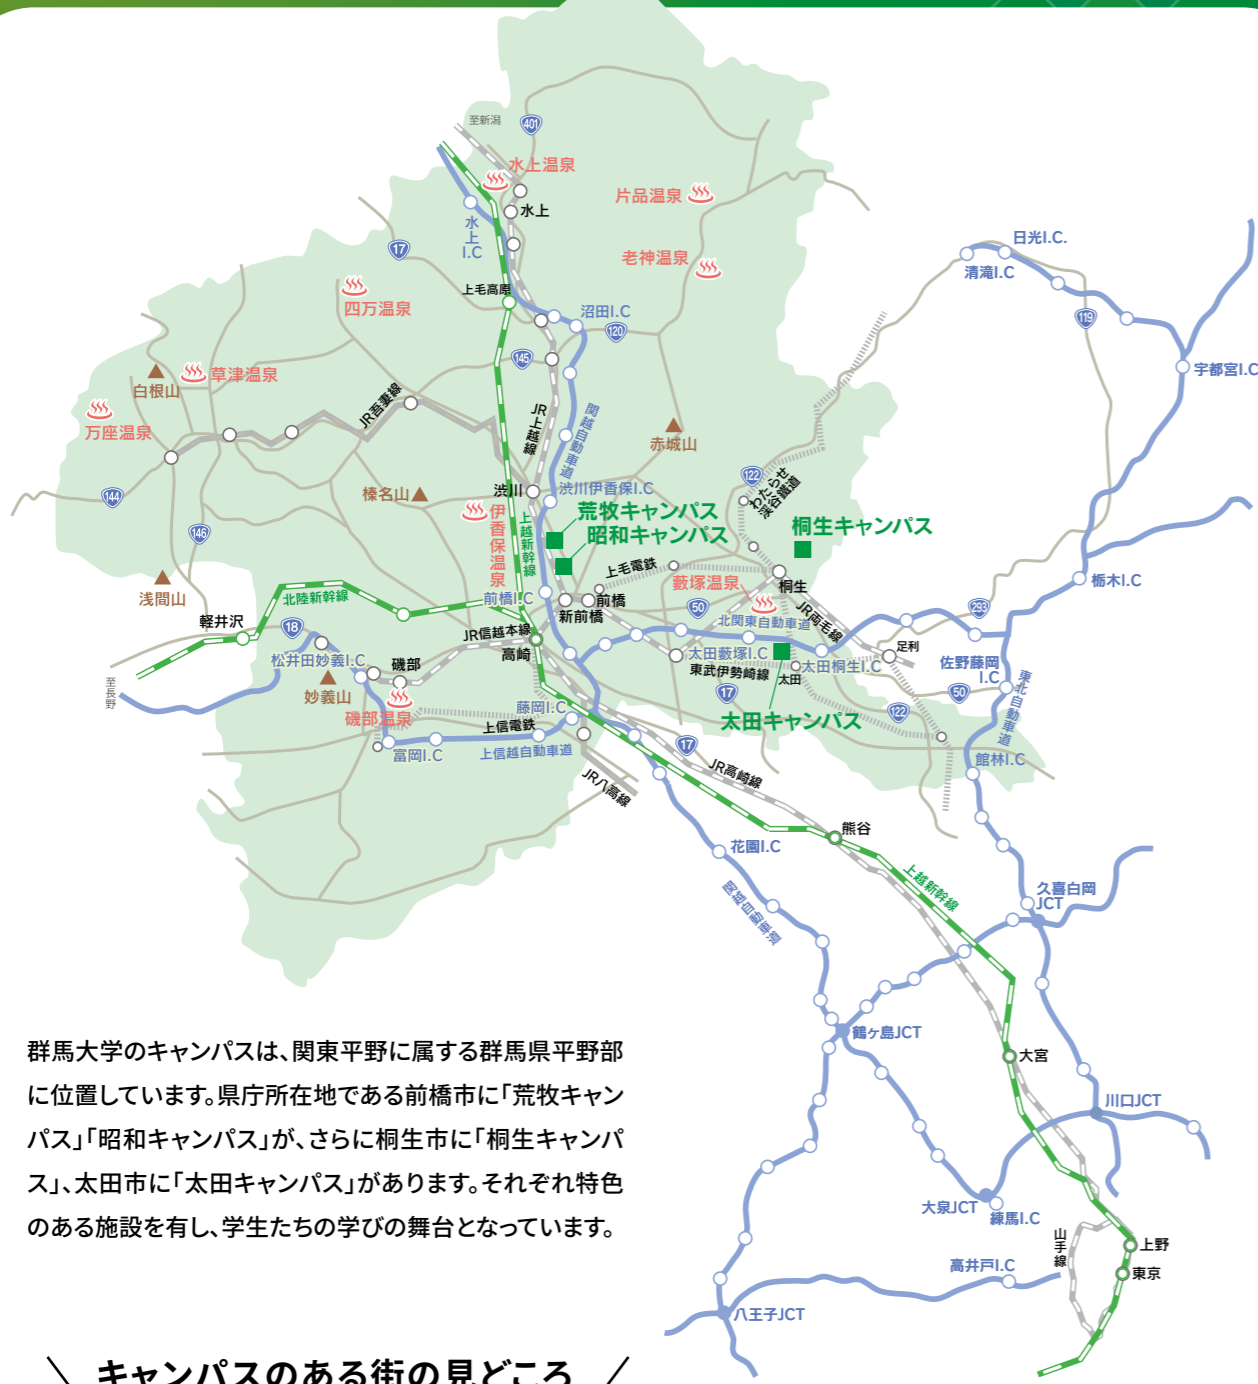 至新潟
401
水上温泉
片品温泉
水上
水上I.C
17
老神温泉
日光I.C.
清滝I.C
上毛高原
四万温泉
沼田I.C
120
119
145
宇都宮I.C
草津温泉
白根山
JR吾妻線
万座温泉
JR上越線
関越自動車道
赤城山
122
わたらせ
渓谷鐵道
144
榛名山
渋川
渋川伊香保I.C
伊香保温泉
上越新幹線
荒牧キャンパス
昭和キャンパス
桐生キャンパス
146
浅間山
上毛電鉄
藪塚温泉
桐生
栃木I.C
北陸新幹線
前橋I.C
前橋
新前橋
50
北関東自動車道
JR両毛線
293
軽井沢
18
JR信越本線
高崎
松井田妙義I.C
磯部
太田藪塚I.C
太田桐生I.C
足利
佐野藤岡
I.C
東武伊勢崎線
太田
至長野
妙義山
磯部温泉
17
50
東北自動車道
藤岡I.C
太田キャンパス
122
上信電鉄
富岡I.C
上信越自動車道
17
JR高崎線
館林I.C
JR八高線
熊谷
花園I.C
上越新幹線
関越自動車道
久喜白岡
JCT
鶴ヶ島JCT
大宮
川口JCT
大泉JCT
練馬I.C
山手線
上野
高井戸I.C
東京
八王子JCT
群馬大学のキャンパスは、関東平野に属する群馬県平野部
に位置しています。県庁所在地である前橋市に「荒牧キャン
パス」「昭和キャンパス」が、さらに桐生市に「桐生キャンパ
ス」、太田市に「太田キャンパス」があります。それぞれ特色
のある施設を有し、学生たちの学びの舞台となっています。
キャンパスのある街の見どころ